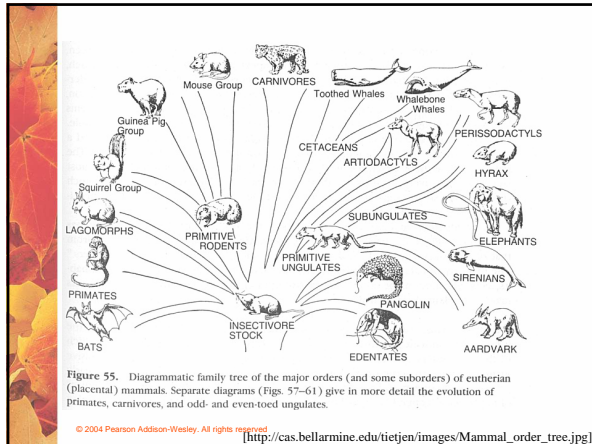 Mouse Group
CARNIVORES
Toothed Whales
Whalebone
Whales
Guinea Pig
Group
PERISSODACTYLS
CETACEANS
ARTIODACTYLS
HYRAX
Squirrel Group
SUBUNGULATES
LAGOMORPHS
PRIMITIVE
RODENTS
ELEPHANTS
PRIMITIVE
UNGULATES
SIRENIANS
PRIMATES
PANGOLIN
INSECTIVORE
STOCK
BATS
EDENTATES
AARDVARK
Figure 55. Diagrammatic family tree of the major orders (and some suborders) of eutherian
(placental) mammals. Separate diagrams (Figs. 57–61) give in more detail the evolution of
primates, carnivores, and odd- and even-toed ungulates.
© 2004 Pearson Addison-Wesley. All rights reserved
[http://cas.bellarmine.edu/tietjen/images/Mammal_order_tree.jpg]